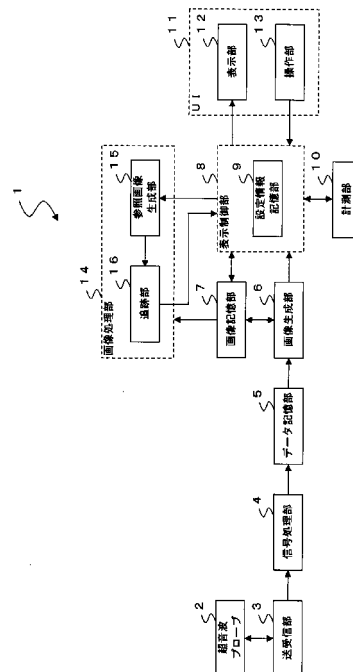 1
2
超音波
プローブ
3
送受信部
4
信号処理部
5
データ記憶部
6
画像生成部
7
画像記憶部
8
表示制御部
9
設定情報
記憶部
10
計測部
11
UI
12
表示部
13
操作部
14
画像処理部
15
参照画像
生成部
16
追跡部